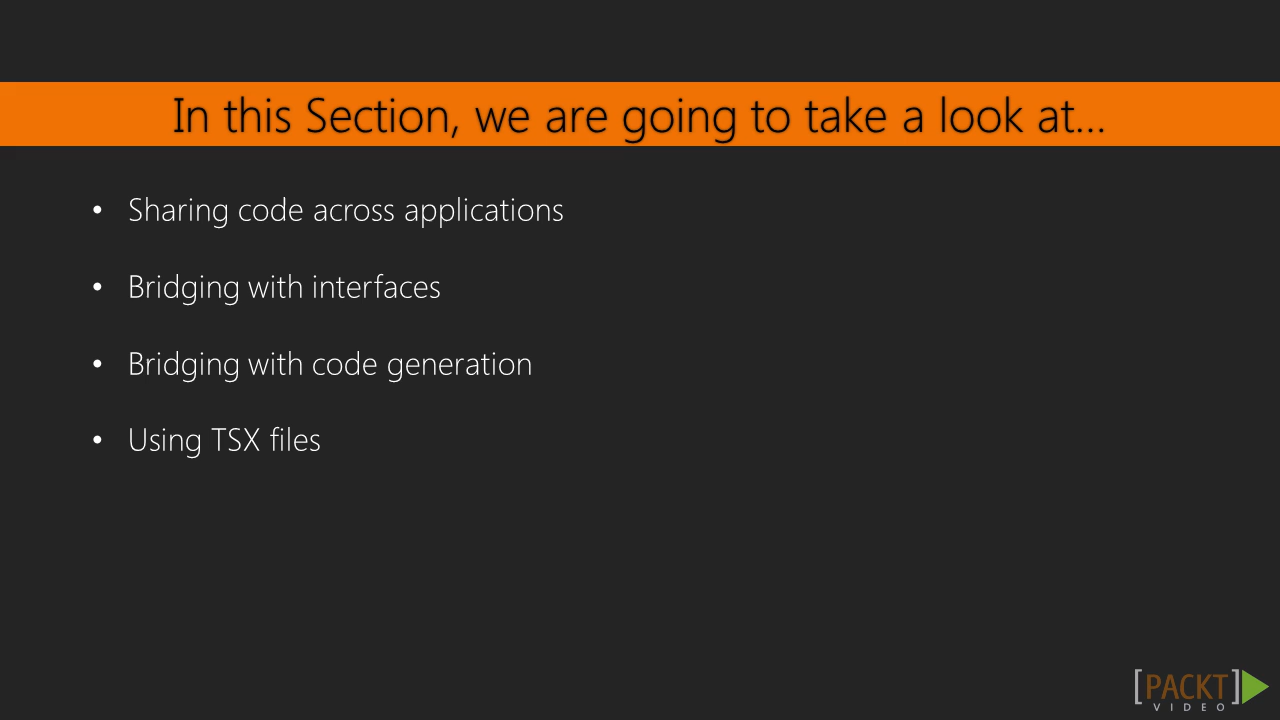 In this Section, we are going to take a look at...
• Sharing code across applications
• Bridging with interfaces
• Bridging with code generation
• Using TSX files
[PACKT]
VIDEO